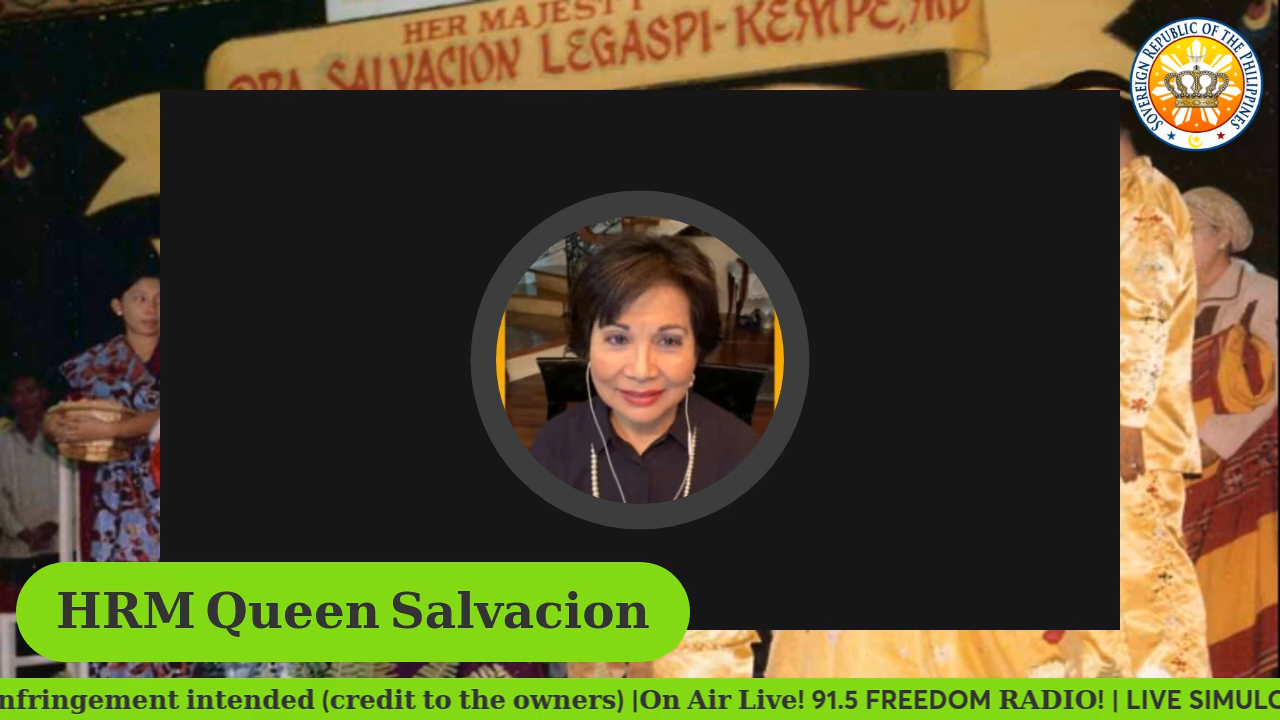 HER MAJESTY
DRA. SALVACION LEGASPI-KEMPE, MD
SOVEREIGN REPUBLIC OF THE PHILIPPINES
HRM Queen Salvacion
nfringement intended (credit to the owners) |On Air Live! 91.5 FREEDOM RADIO! | LIVE SIMULC